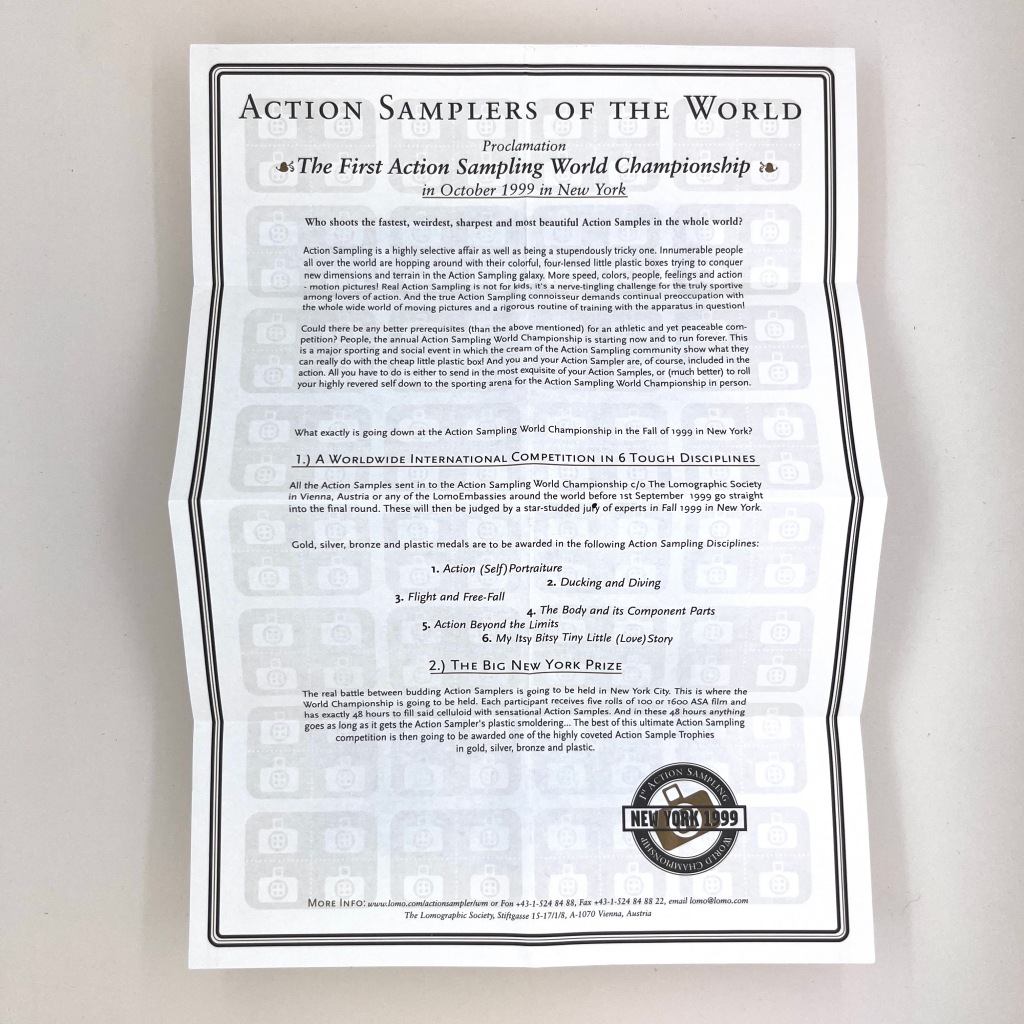 ACTION SAMPLERS OF THE WORLD
Proclamation
The First Action Sampling World Championship
in October 1999 in New York
Who shoots the fastest, weirdest, sharpest and most beautiful Action Samples in the whole world?
Action Sampling is a highly selective affair as well as being a stupendously tricky one. Innumerable people
all over the world are hopping around with their colorful, four-lensed little plastic boxes trying to conquer
new dimensions and terrain in the Action Sampling galaxy. More speed, colors, people, feelings and action
- motion pictures! Real Action Sampling is not for kids, it's a nerve-tingling challenge for the truly sportive
among lovers of action. And the true Action Sampling connoisseur demands continual preoccupation with
the whole wide world of moving pictures and a rigorous routine of training with the apparatus in question!
Could there be any better prerequisites (than the above mentioned) for an athletic and yet peaceable com-
petition? People, the annual Action Sampling World Championship is starting now and to run forever. This
is a major sporting and social event in which the cream of the Action Sampling community show what they
can really do with the cheap little plastic box! And you and your Action Sampler are, of course, included in the
action. All you have to do is either to send in the most exquisite of your Action Samples, or (much better) to roll
your highly revered self down to the sporting arena for the Action Sampling World Championship in person.
What exactly is going down at the Action Sampling World Championship in the Fall of 1999 in New York?
1.) A WORLDWIDE INTERNATIONAL COMPETITION IN 6 TOUGH DISCIPLINES
All the Action Samples sent in to the Action Sampling World Championship c/o The Lomographic Society
in Vienna, Austria or any of the LomoEmbassies around the world before 1st September 1999 go straight
into the final round. These will then be judged by a star-studded jury of experts in Fall 1999 in New York.
Gold, silver, bronze and plastic medals are to be awarded in the following Action Sampling Disciplines:
1. Action (Self)Portraiture
2. Ducking and Diving
3. Flight and Free-Fall
4. The Body and its Component Parts
5. Action Beyond the Limits
6. My Itsy Bitsy Tiny Little (Love)Story
2.) THE BIG NEW YORK PRIZE
The real battle between budding Action Samplers is going to be held in New York City. This is where the
World Championship is going to be held. Each participant receives five rolls of 100 or 1600 ASA film and
has exactly 48 hours to fill said celluloid with sensational Action Samples. And in these 48 hours anything
goes as long as it gets the Action Sampler's plastic smoldering... The best of this ultimate Action Sampling
competition is then going to be awarded one of the highly coveted Action Sample Trophies
in gold, silver, bronze and plastic.
1ST ACTION SAMPLING
NEW YORK 1999
WORLD CHAMPIONSHIP
MORE INFO: www.lomo.com/actionsampler/wm or Fon +43-1-524 84 88, Fax +43-1-524 84 88 22, email lomo@lomo.com
The Lomographic Society, Stiftgasse 15-17/1/8, A-1070 Vienna, Austria